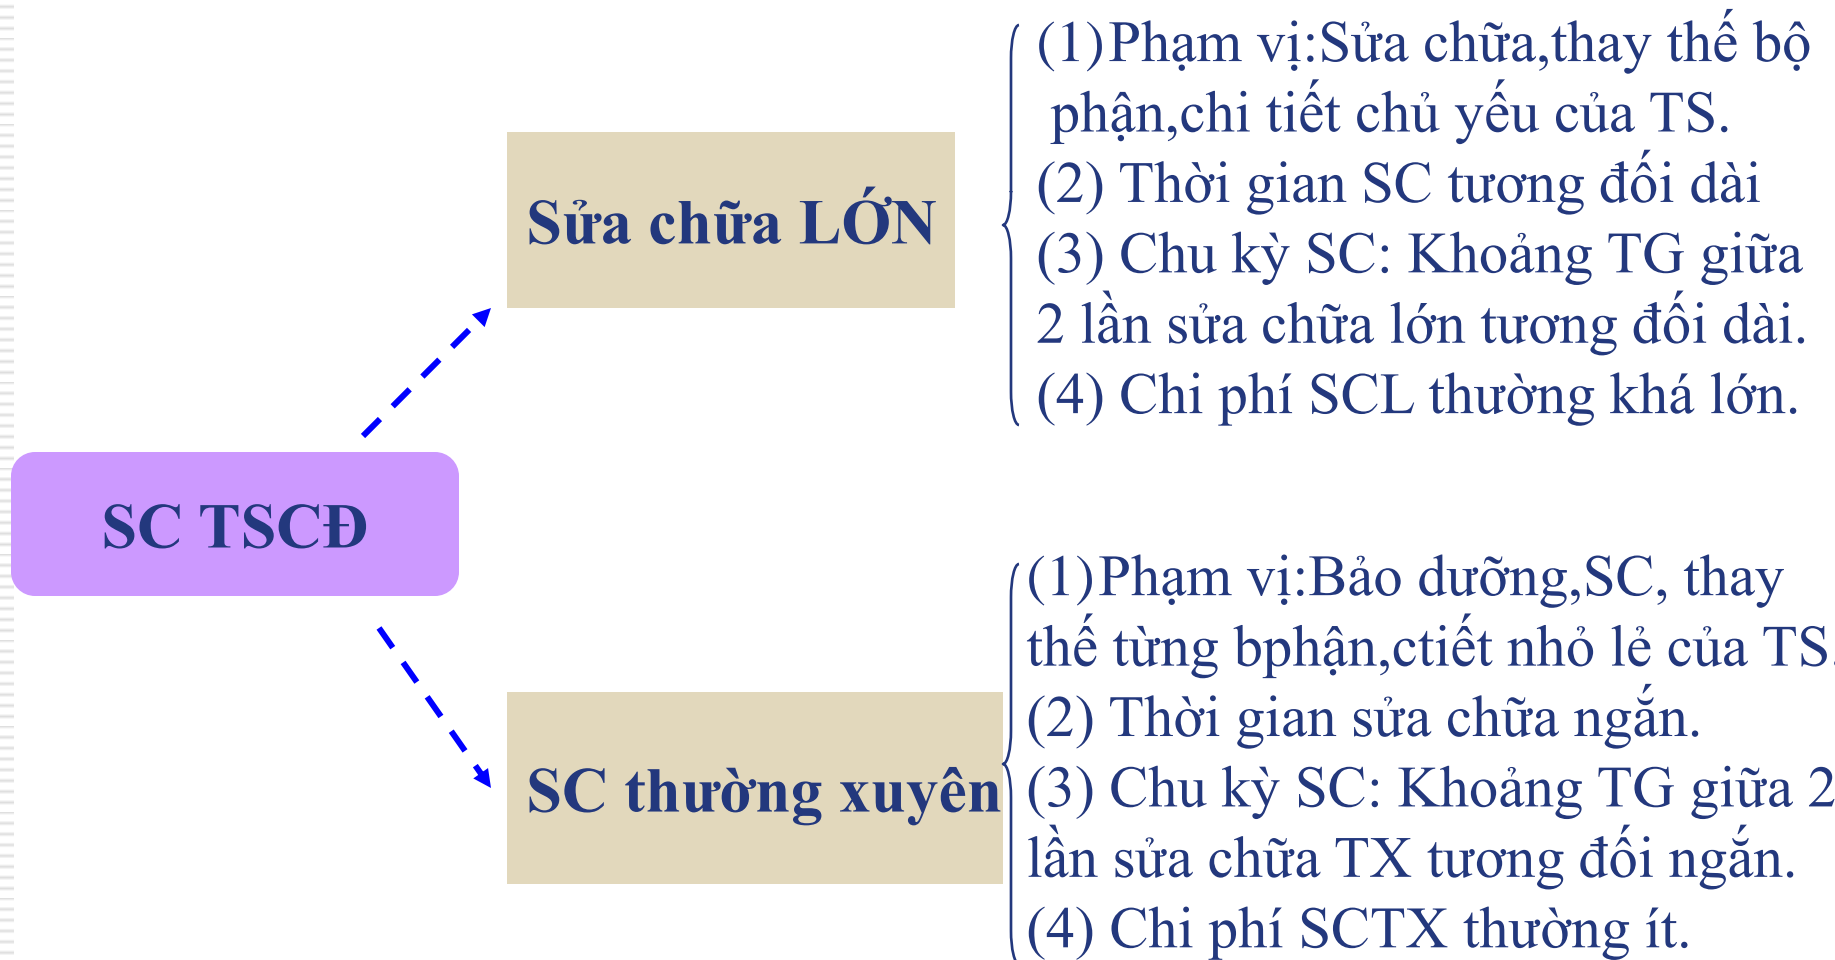 (1)Phạm vị:Sửa chữa,thay thế bộ
phận,chi tiết chủ yếu của TS.
(2) Thời gian SC tương đối dài
(3) Chu kỳ SC: Khoảng TG giữa
2 lần sửa chữa lớn tương đối dài.
(4) Chi phí SCL thường khá lớn.
Sửa chữa LỚN
SC TSCĐ
SC thường xuyên
(1)Phạm vị:Bảo dưỡng,SC, thay
thế từng bphận,ctiết nhỏ lẻ của TS.
(2) Thời gian sửa chữa ngắn.
(3) Chu kỳ SC: Khoảng TG giữa 2
lần sửa chữa TX tương đối ngắn.
(4) Chi phí SCTX thường ít.